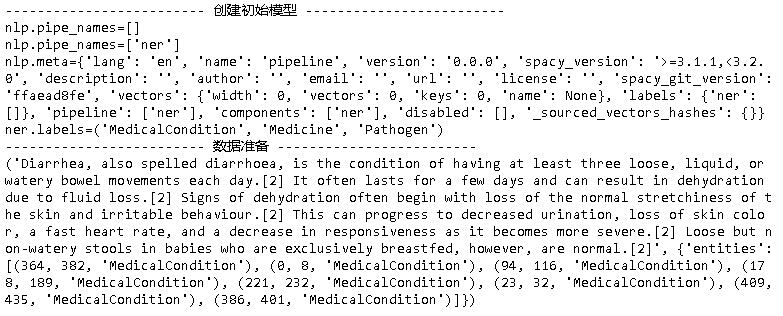 ------------------------- 创建初始模型 -------------------------
nlp.pipe_names=[]
nlp.pipe_names=['ner']
nlp.meta={'lang': 'en', 'name': 'pipeline', 'version': '0.0.0', 'spacy_version': '>=3.1.1,<3.2.
0', 'description': '', 'author': '', 'email': '', 'url': '', 'license': '', 'spacy_git_version':
'ffaead8fe', 'vectors': {'width': 0, 'vectors': 0, 'keys': 0, 'name': None}, 'labels': {'ner':
[]}, 'pipeline': ['ner'], 'components': ['ner'], 'disabled': [], '_sourced_vectors_hashes': {}}
ner.labels=('MedicalCondition', 'Medicine', 'Pathogen')
------------------------- 数据准备 -------------------------
('Diarrhea, also spelled diarrhoea, is the condition of having at least three loose, liquid, or
watery bowel movements each day.[2] It often lasts for a few days and can result in dehydration
due to fluid loss.[2] Signs of dehydration often begin with loss of the normal stretchiness of t
he skin and irritable behaviour.[2] This can progress to decreased urination, loss of skin colo
r, a fast heart rate, and a decrease in responsiveness as it becomes more severe.[2] Loose but n
on-watery stools in babies who are exclusively breastfed, however, are normal.[2]', {'entities':
[(364, 382, 'MedicalCondition'), (0, 8, 'MedicalCondition'), (94, 116, 'MedicalCondition'), (17
8, 189, 'MedicalCondition'), (221, 232, 'MedicalCondition'), (23, 32, 'MedicalCondition'), (409,
435, 'MedicalCondition'), (386, 401, 'MedicalCondition')]})